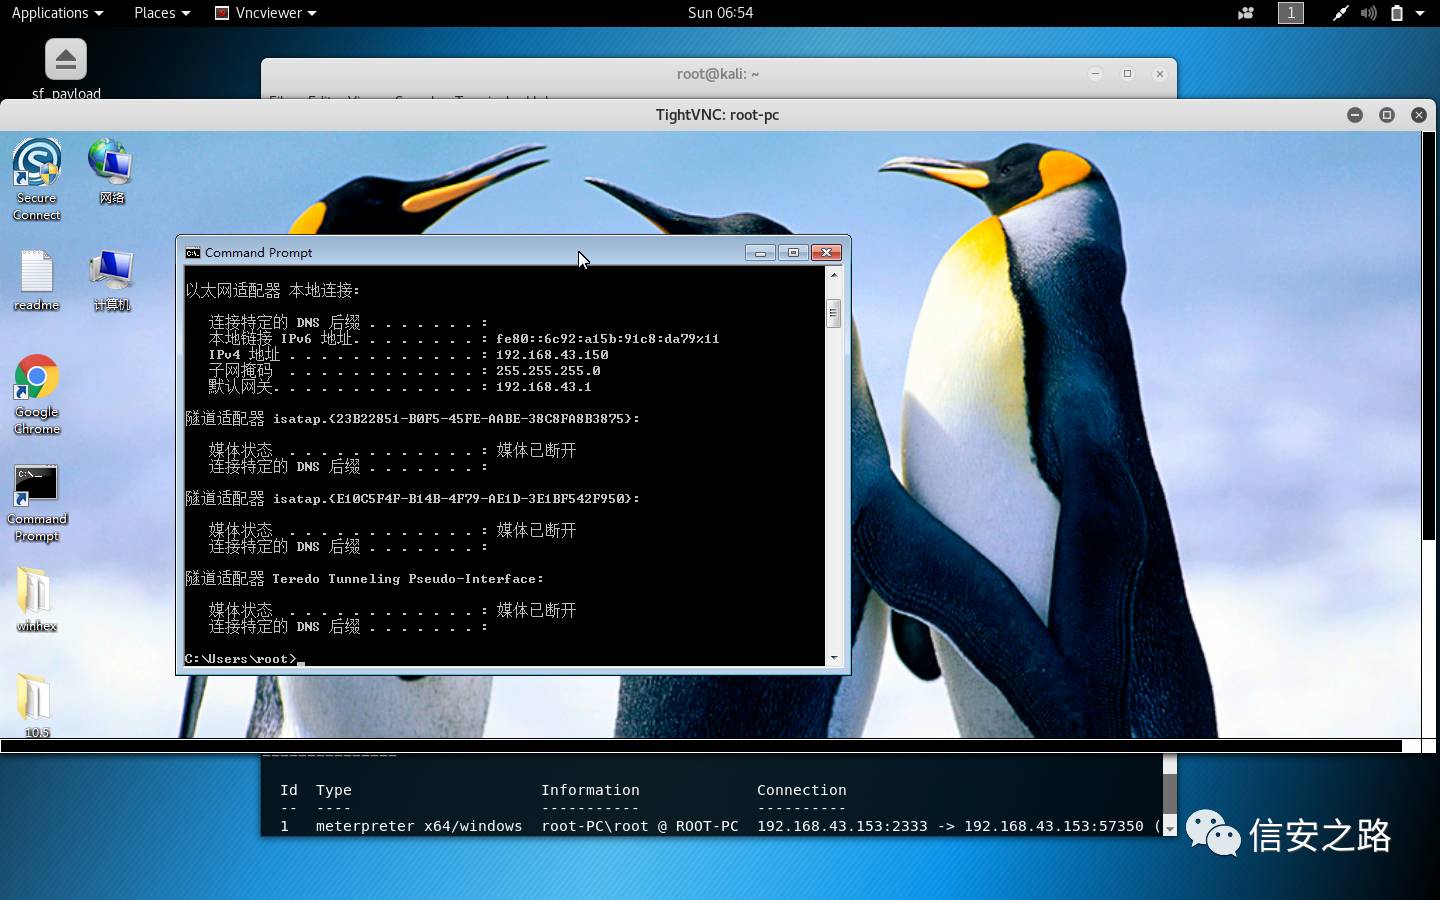 Applications
Places
Vncviewer
Sun 06:54
1
sf_payload
root@kali: ~
TightVNC: root-pc
Secure
Connect
网络
readme
计算机
Google
Chrome
Command
Prompt
winhex
10.5
Command Prompt
以太网适配器 本地连接:
连接特定的 DNS 后缀 . . . . . . . :
本地链接 IPv6 地址. . . . . . . . : fe80::6c92:a15b:91c8:da79%11
IPv4 地址 . . . . . . . . . . . . : 192.168.43.150
子网掩码 . . . . . . . . . . . . : 255.255.255.0
默认网关. . . . . . . . . . . . . : 192.168.43.1
隧道适配器 isatap.{23B22851-B0F5-45FE-AABE-38C8FA8B3875}:
媒体状态 . . . . . . . . . . . . : 媒体已断开
连接特定的 DNS 后缀 . . . . . . . :
隧道适配器 isatap.{E10C5F4F-B14B-4F79-AE1D-3E1BF542F950}:
媒体状态 . . . . . . . . . . . . : 媒体已断开
连接特定的 DNS 后缀 . . . . . . . :
隧道适配器 Teredo Tunneling Pseudo-Interface:
媒体状态 . . . . . . . . . . . . : 媒体已断开
连接特定的 DNS 后缀 . . . . . . . :
C:\Users\root>
Id Type Information Connection
-- ---- ----------- ----------
1 meterpreter x64/windows root-PC\root @ ROOT-PC 192.168.43.153:2333 -> 192.168.43.153:57350 (
信安之路